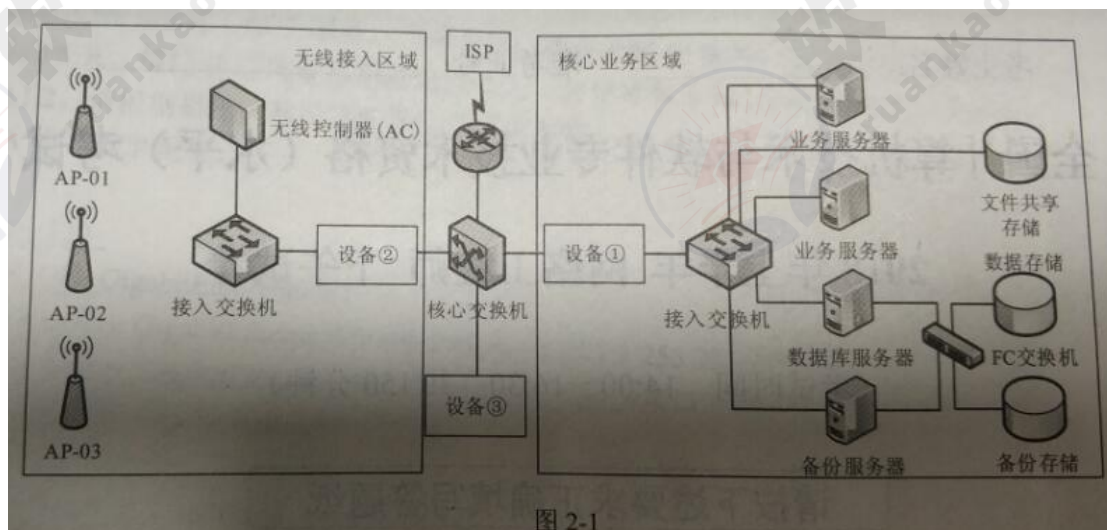 无线接入区域
ISP
核心业务区域
无线控制器(AC)
业务服务器
AP-01
文件共享
存储
设备②
设备①
业务服务器
数据存储
AP-02
接入交换机
核心交换机
接入交换机
数据库服务器
FC交换机
设备③
AP-03
备份服务器
备份存储
图 2-1
ruankao